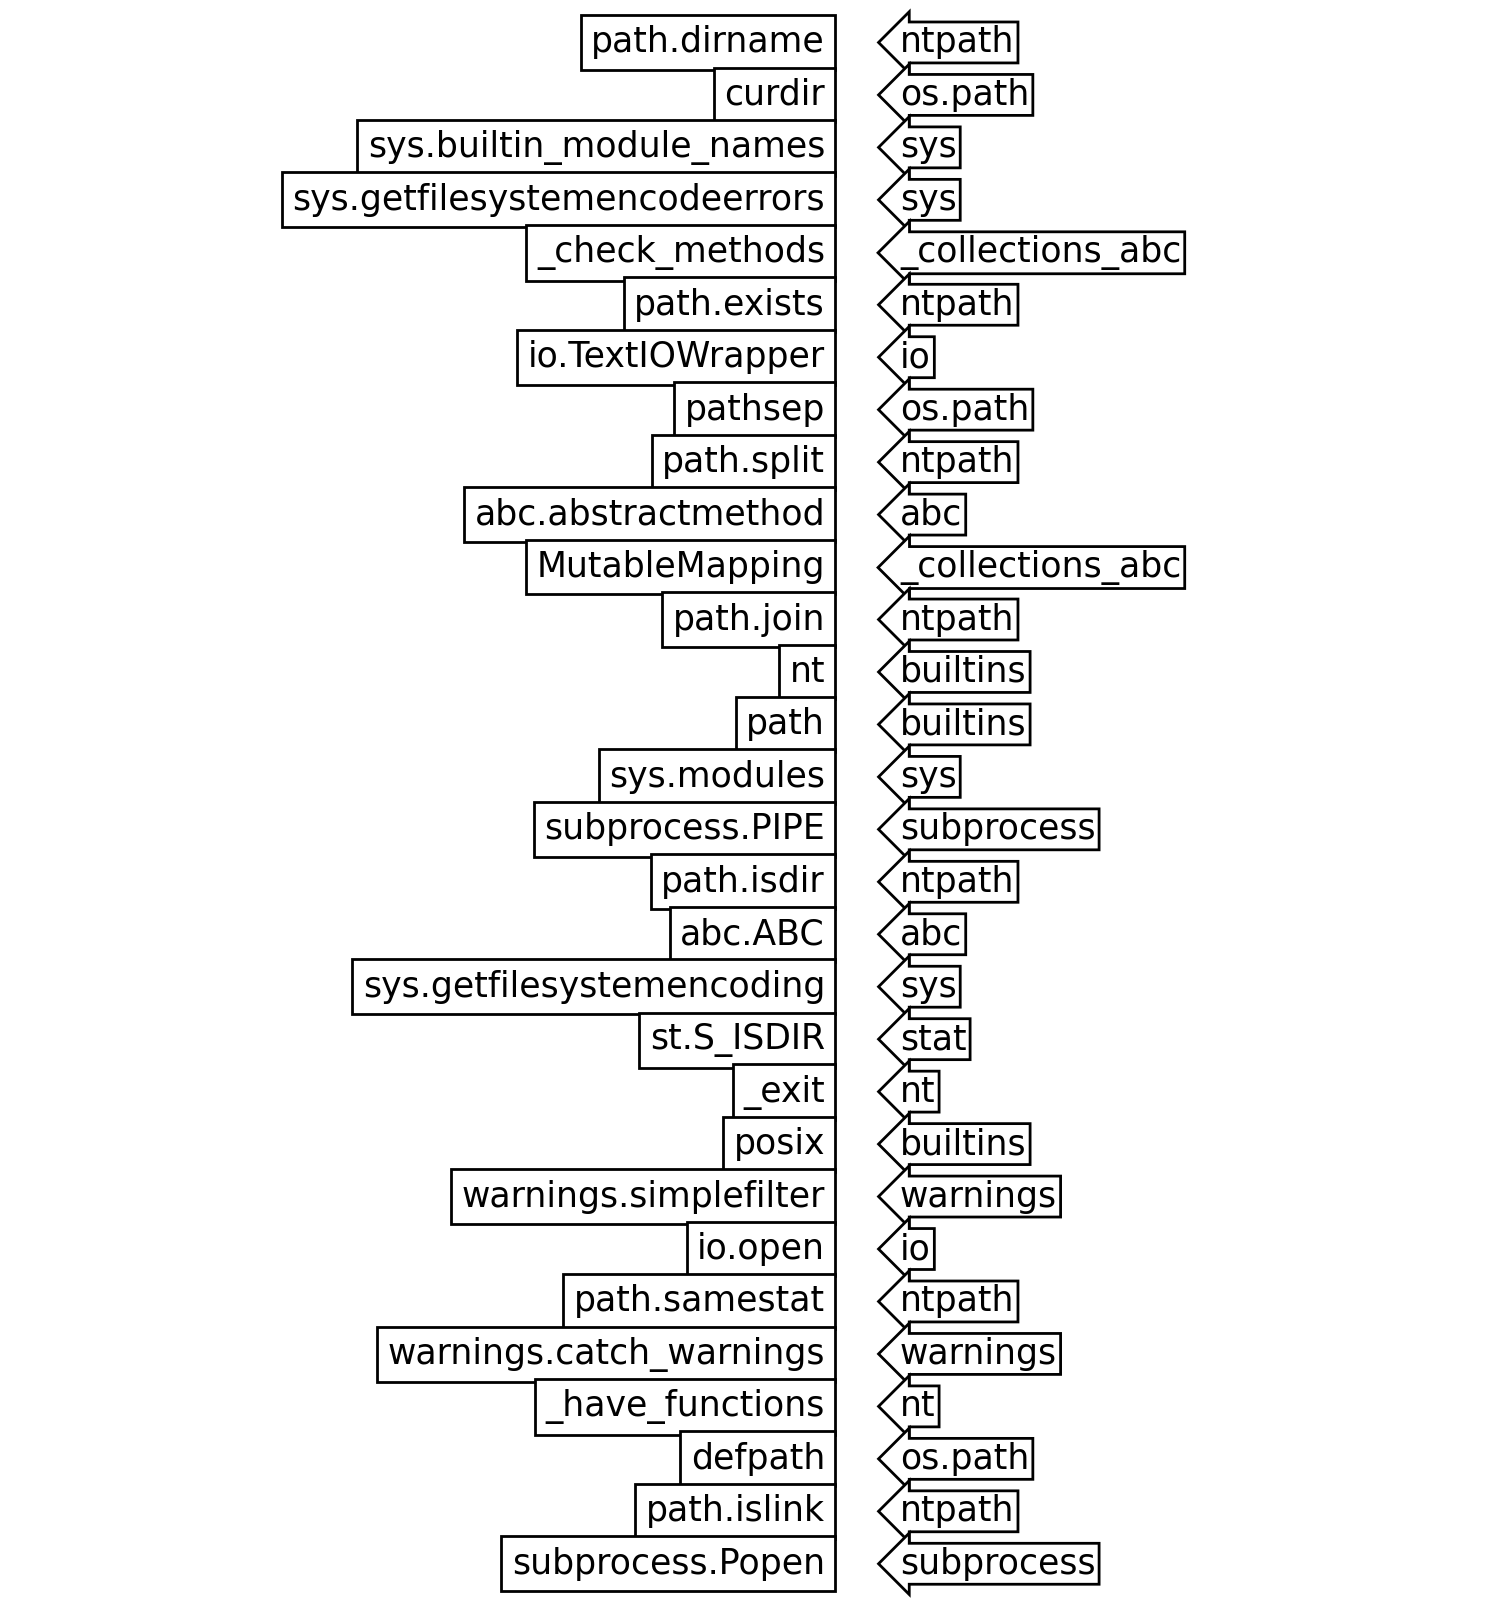 path.dirname ntpath
curdir os.path
sys.builtin_module_names sys
sys.getfilesystemencodeerrors sys
_check_methods _collections_abc
path.exists ntpath
io.TextIOWrapper io
pathsep os.path
path.split ntpath
abc.abstractmethod abc
MutableMapping _collections_abc
path.join ntpath
nt builtins
path builtins
sys.modules sys
subprocess.PIPE subprocess
path.isdir ntpath
abc.ABC abc
sys.getfilesystemencoding sys
st.S_ISDIR stat
_exit nt
posix builtins
warnings.simplefilter warnings
io.open io
path.samestat ntpath
warnings.catch_warnings warnings
_have_functions nt
defpath os.path
path.islink ntpath
subprocess.Popen subprocess